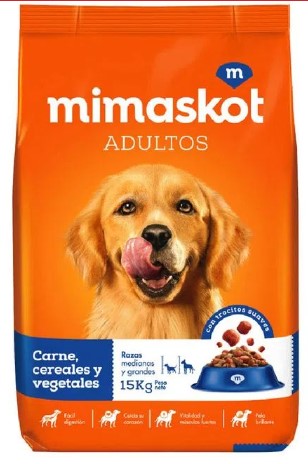 m
mimaskot
ADULTOS
con trocitos suaves
Carne,
cereales y
vegetales
Razas
medianas
y grandes
15Kg Peso
neto
m
Fácil
digestión
Cuida su
corazón
Vitalidad y
músculos fuertes
Pelo
brillante